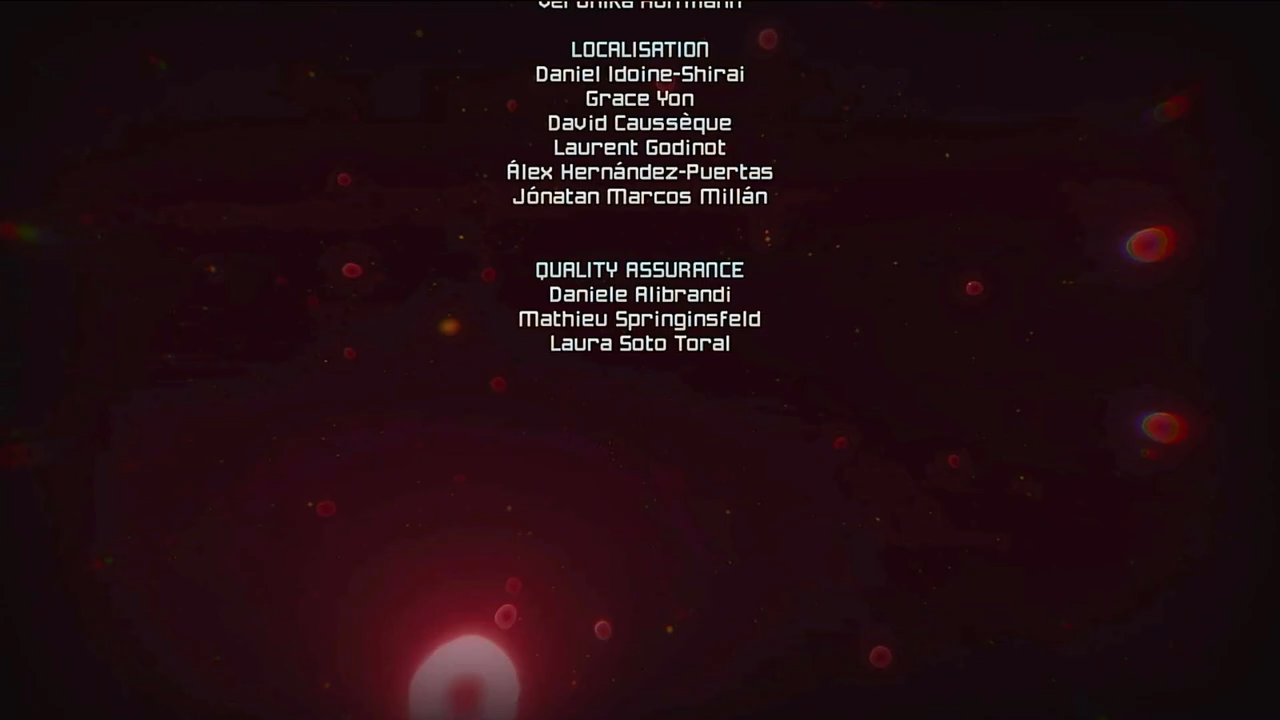 LOCALISATION
Daniel Idoine-Shirai
Grace Yon
David Caussèque
Laurent Godinot
Álex Hernández-Puertas
Jónatan Marcos Millán
QUALITY ASSURANCE
Daniele Alibrandi
Mathieu Springinsfeld
Laura Soto Toral